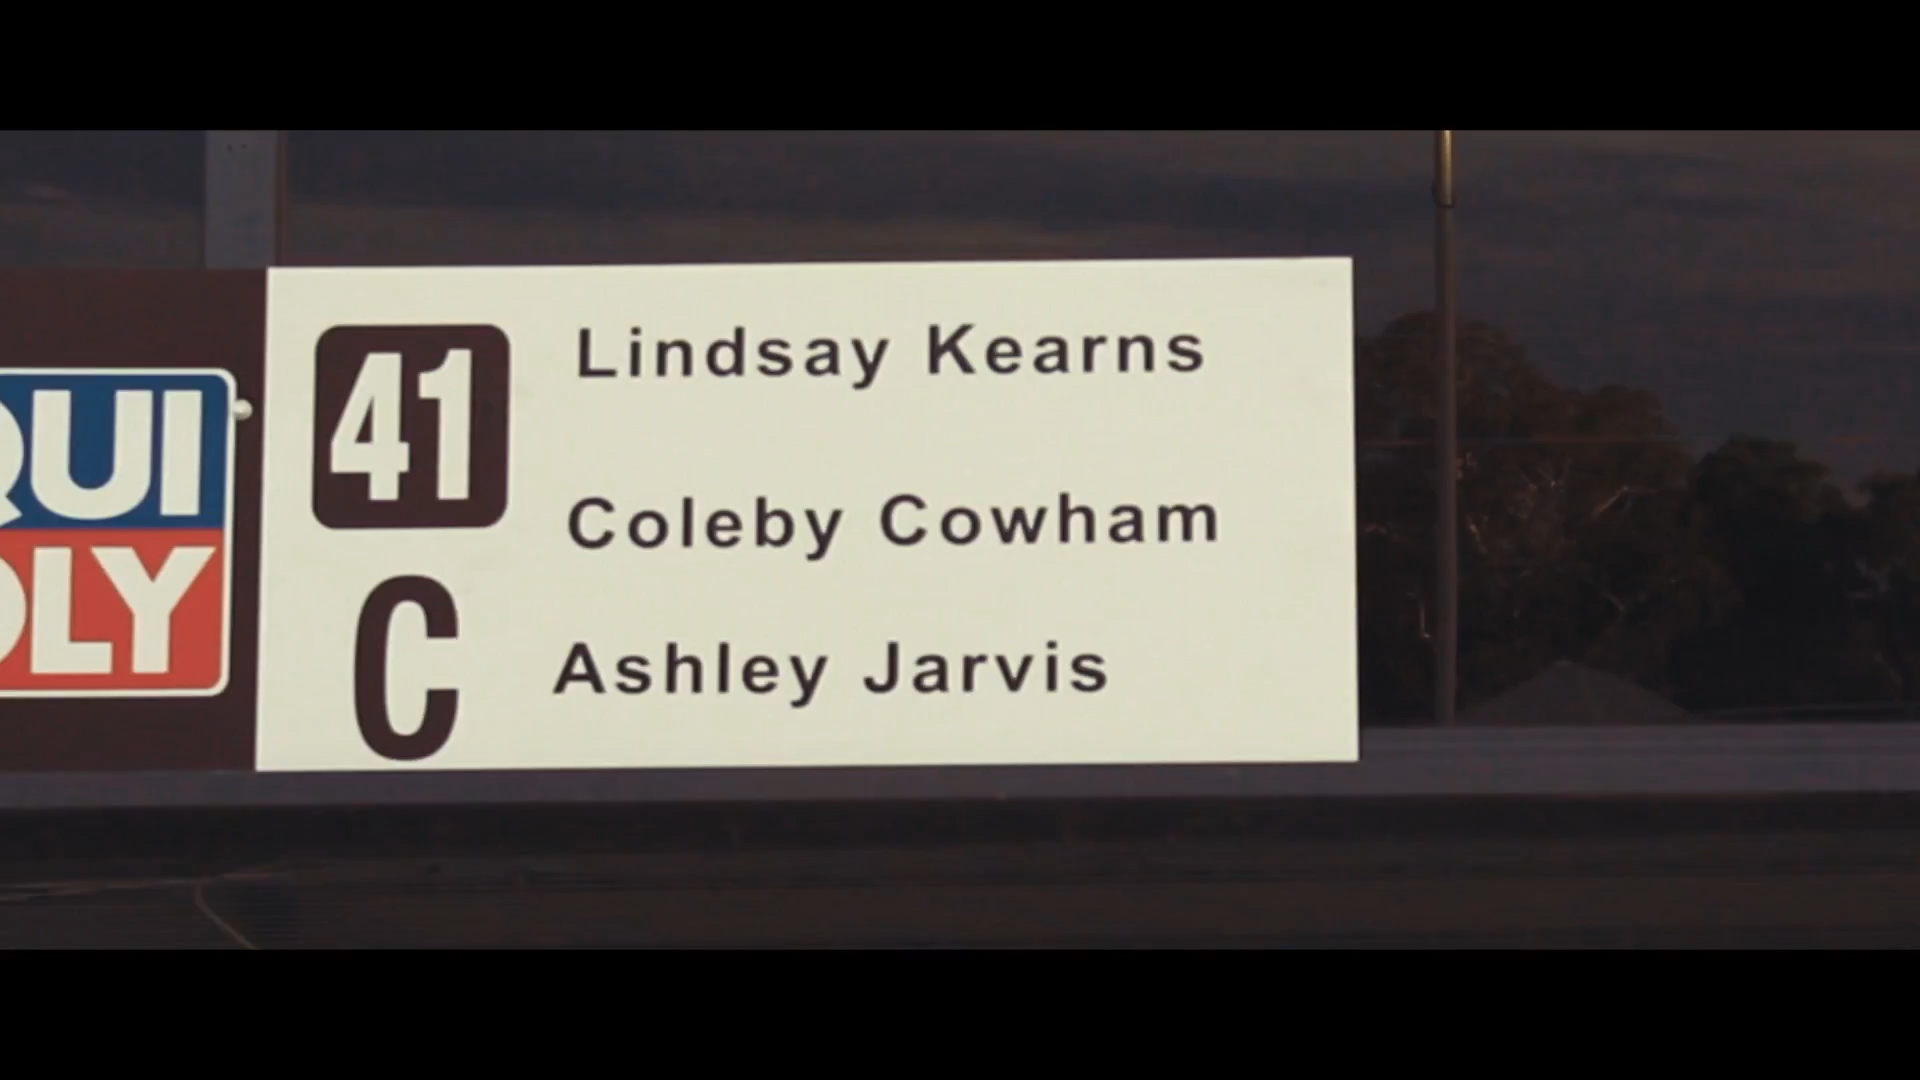 QUI
OLY
41
C
Lindsay Kearns
Coleby Cowham
Ashley Jarvis